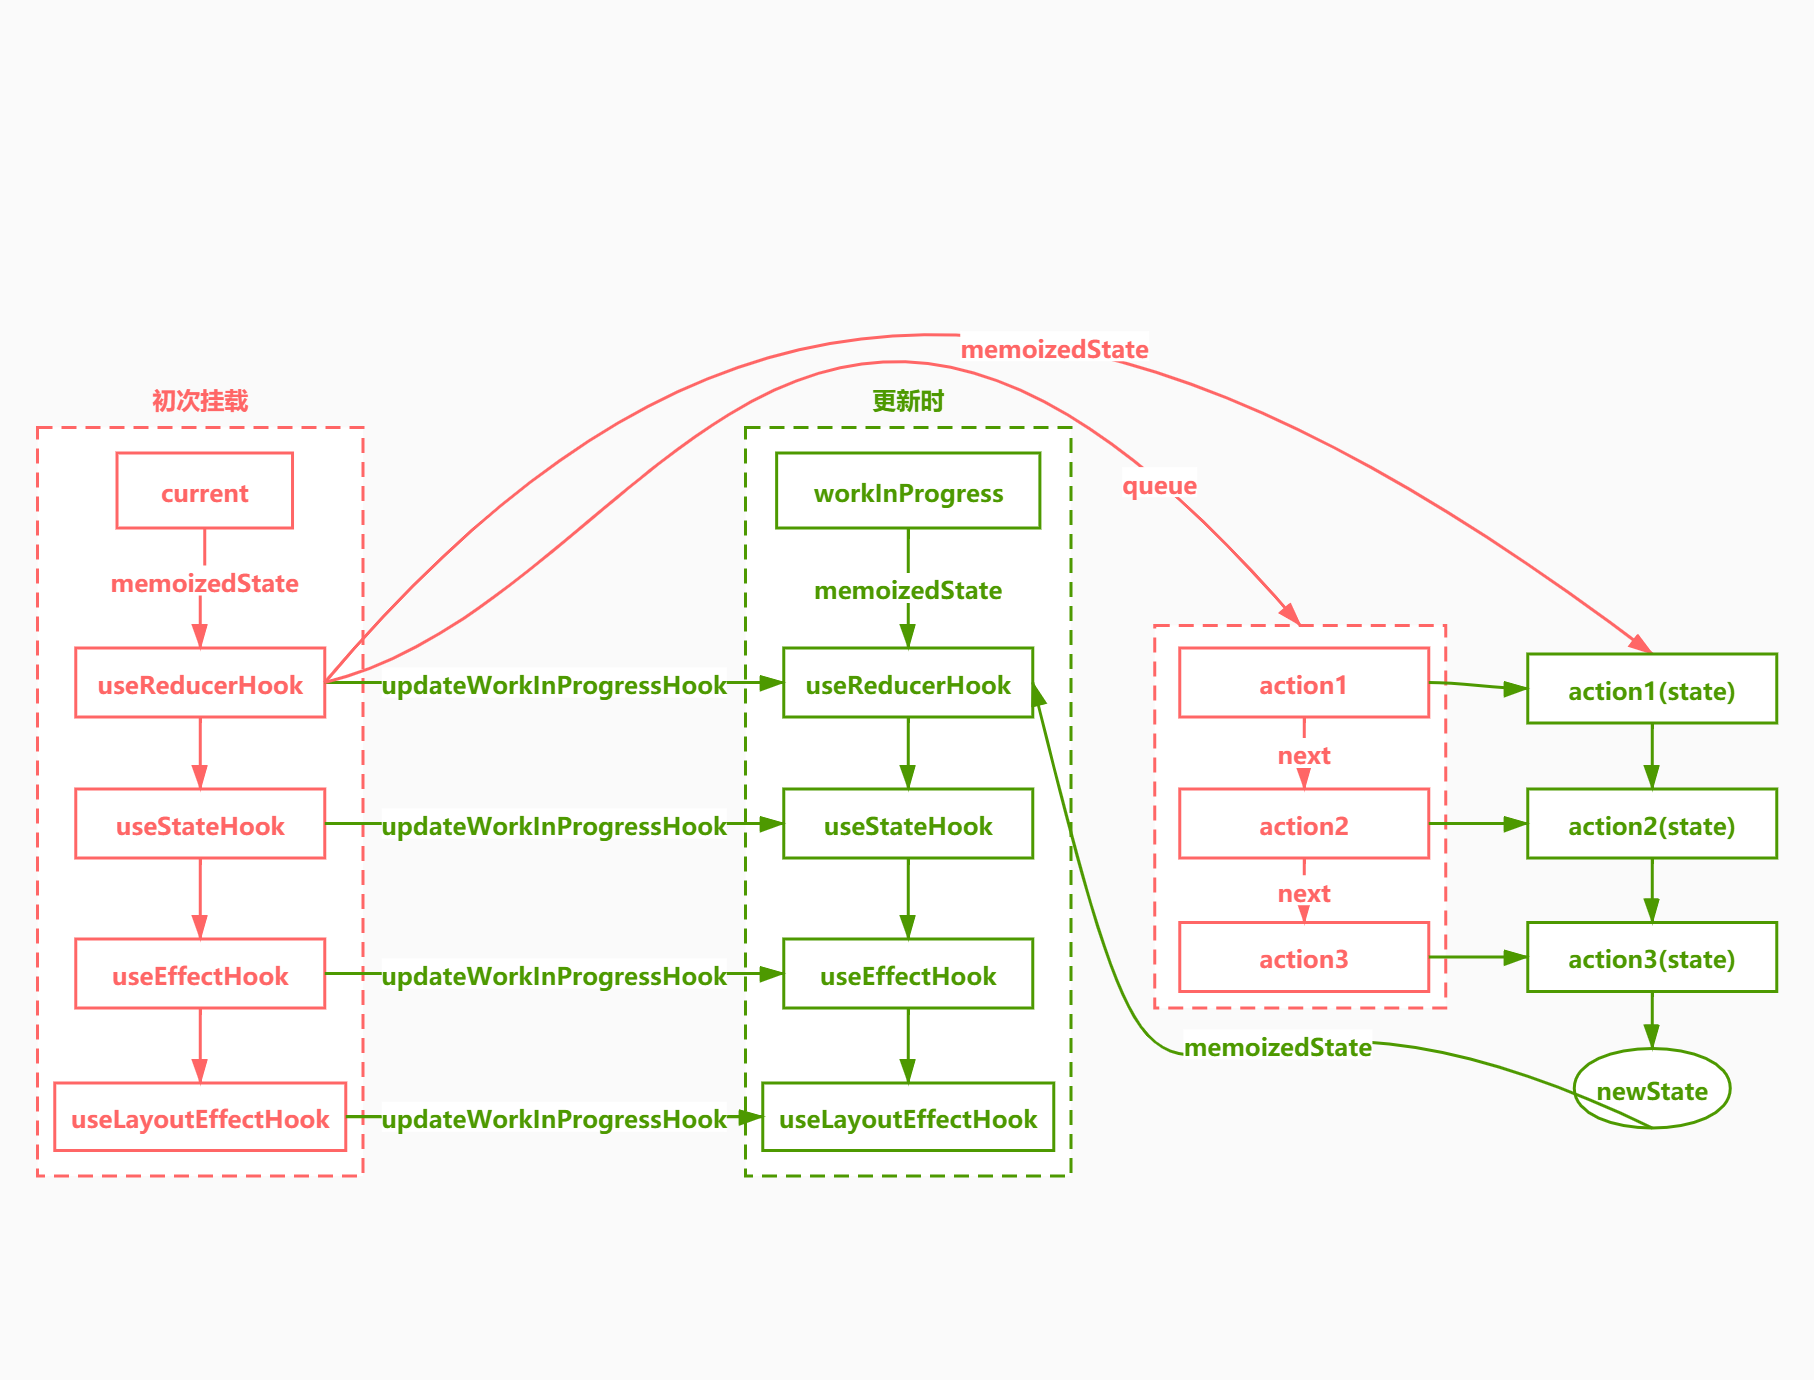 memoizedState
初次挂载
更新时
current
workInProgress
queue
memoizedState
memoizedState
useReducerHook
updateWorkInProgressHook
useReducerHook
action1
action1(state)
next
useStateHook
updateWorkInProgressHook
useStateHook
action2
action2(state)
next
useEffectHook
updateWorkInProgressHook
useEffectHook
action3
action3(state)
memoizedState
newState
useLayoutEffectHook
updateWorkInProgressHook
useLayoutEffectHook